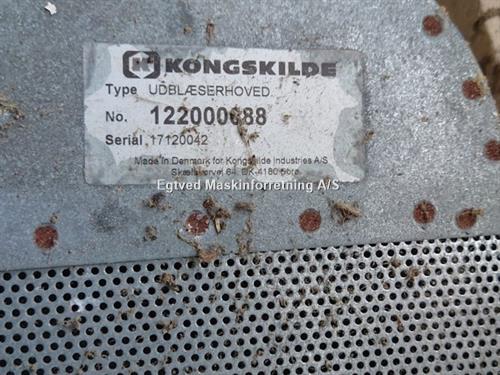 KONGSKILDE
Type UDBLÆSERHOVED.
No. 122000688
Serial 17120042
Made in Denmark for Kongskilde Industries A/S
Skælskørvej 64, DK-4180 Sorø
Egtved Maskinforretning A/S